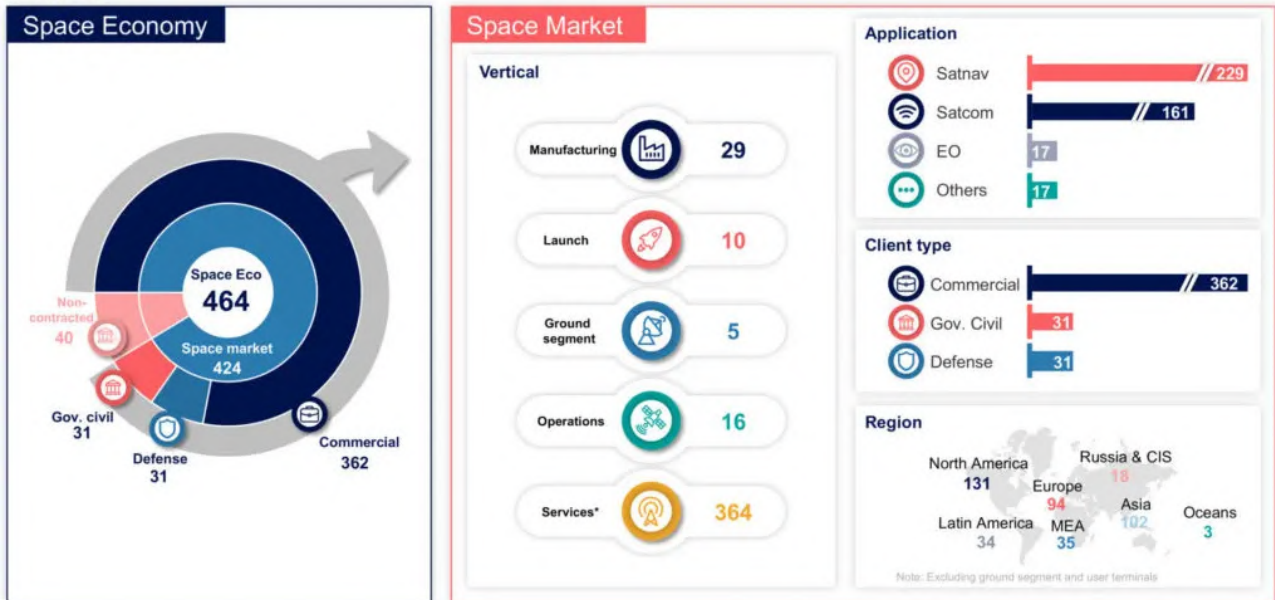 Space Economy
Space Eco
464
Space market
424
Non-
contracted
40
Gov. civil
31
Defense
31
Commercial
362
Space Market
Vertical
Manufacturing
29
Launch
10
Ground
segment
5
Operations
16
Services*
364
Application
Satnav
229
Satcom
161
EO
17
Others
17
Client type
Commercial
362
Gov. Civil
31
Defense
31
Region
North America
131
Russia & CIS
18
Europe
94
Asia
102
Oceans
3
Latin America
34
MEA
35
Note: Excluding ground segment and user terminals